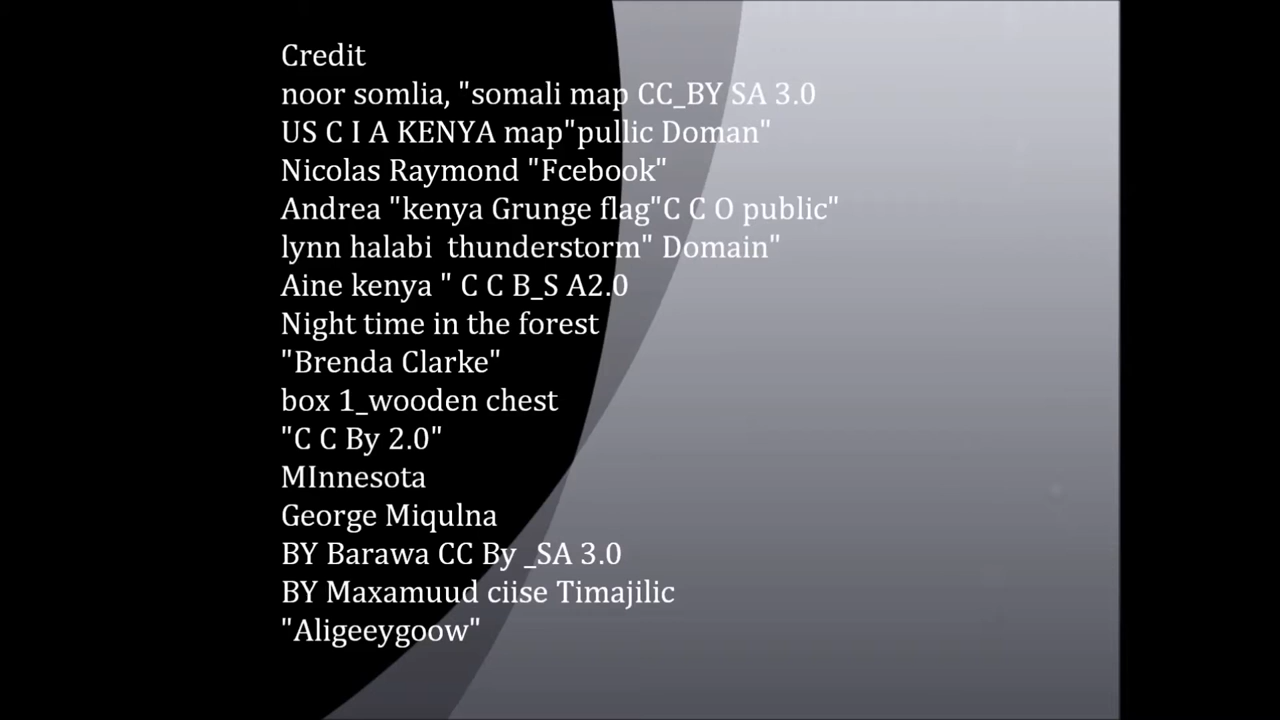 Credit
noor somlia, "somali map CC_BY SA 3.0
US C I A KENYA map"pullic Doman"
Nicolas Raymond "Fcebook"
Andrea "kenya Grunge flag"C C O public"
lynn halabi  thunderstorm" Domain"
Aine kenya " C C B_S A2.0
Night time in the forest
"Brenda Clarke"
box 1_wooden chest
"C C By 2.0"
MInnesota
George Miqulna
BY Barawa CC By _SA 3.0
BY Maxamuud ciise Timajilic
"Aligeeygoow"